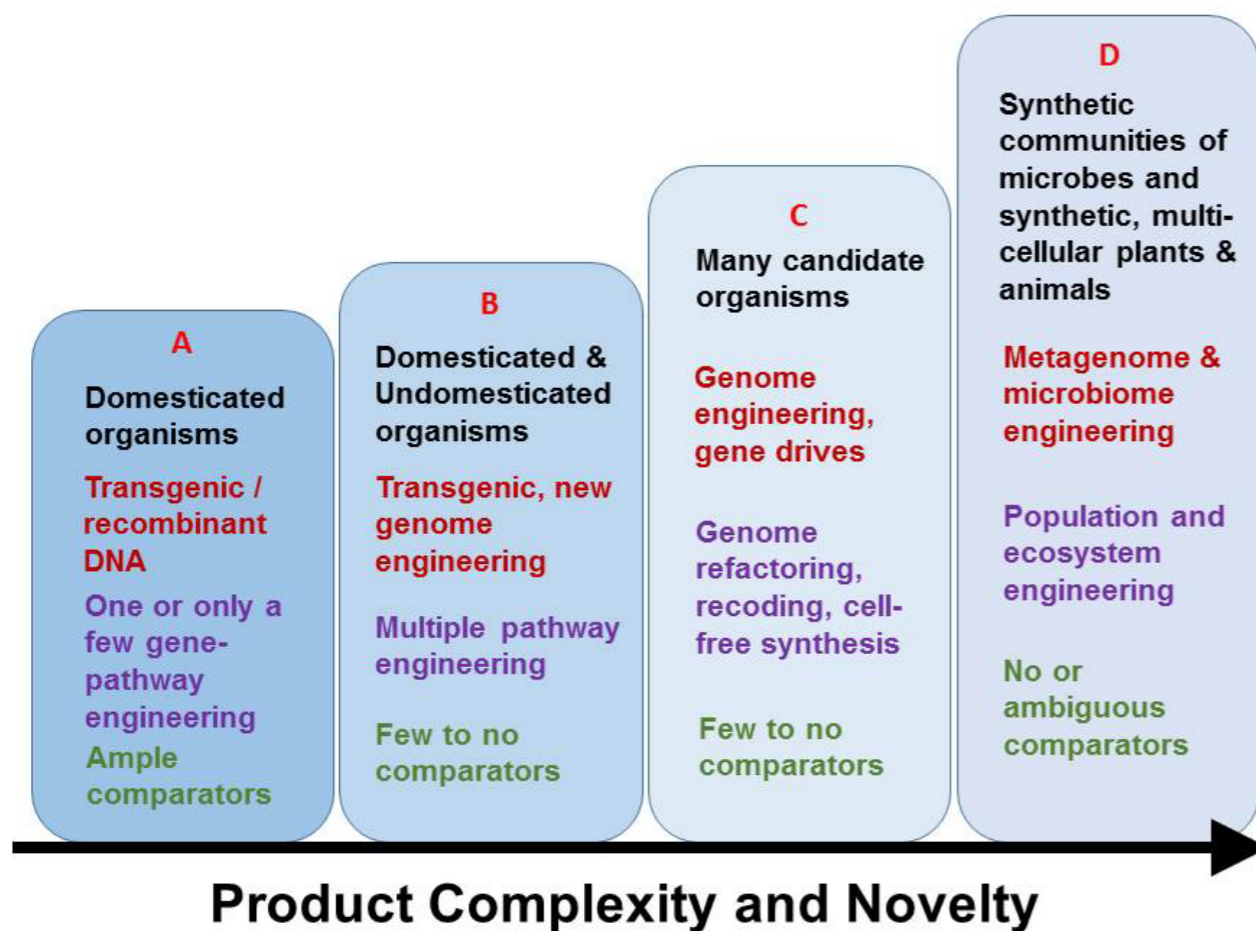 A
Domesticated
organisms
Transgenic /
recombinant
DNA
One or only a
few gene-
pathway
engineering
Ample
comparators
B
Domesticated &
Undomesticated
organisms
Transgenic, new
genome
engineering
Multiple pathway
engineering
Few to no
comparators
C
Many candidate
organisms
Genome
engineering,
gene drives
Genome
refactoring,
recoding, cell-
free synthesis
Few to no
comparators
D
Synthetic
communities of
microbes and
synthetic, multi-
cellular plants &
animals
Metagenome &
microbiome
engineering
Population and
ecosystem
engineering
No or
ambiguous
comparators
Product Complexity and Novelty